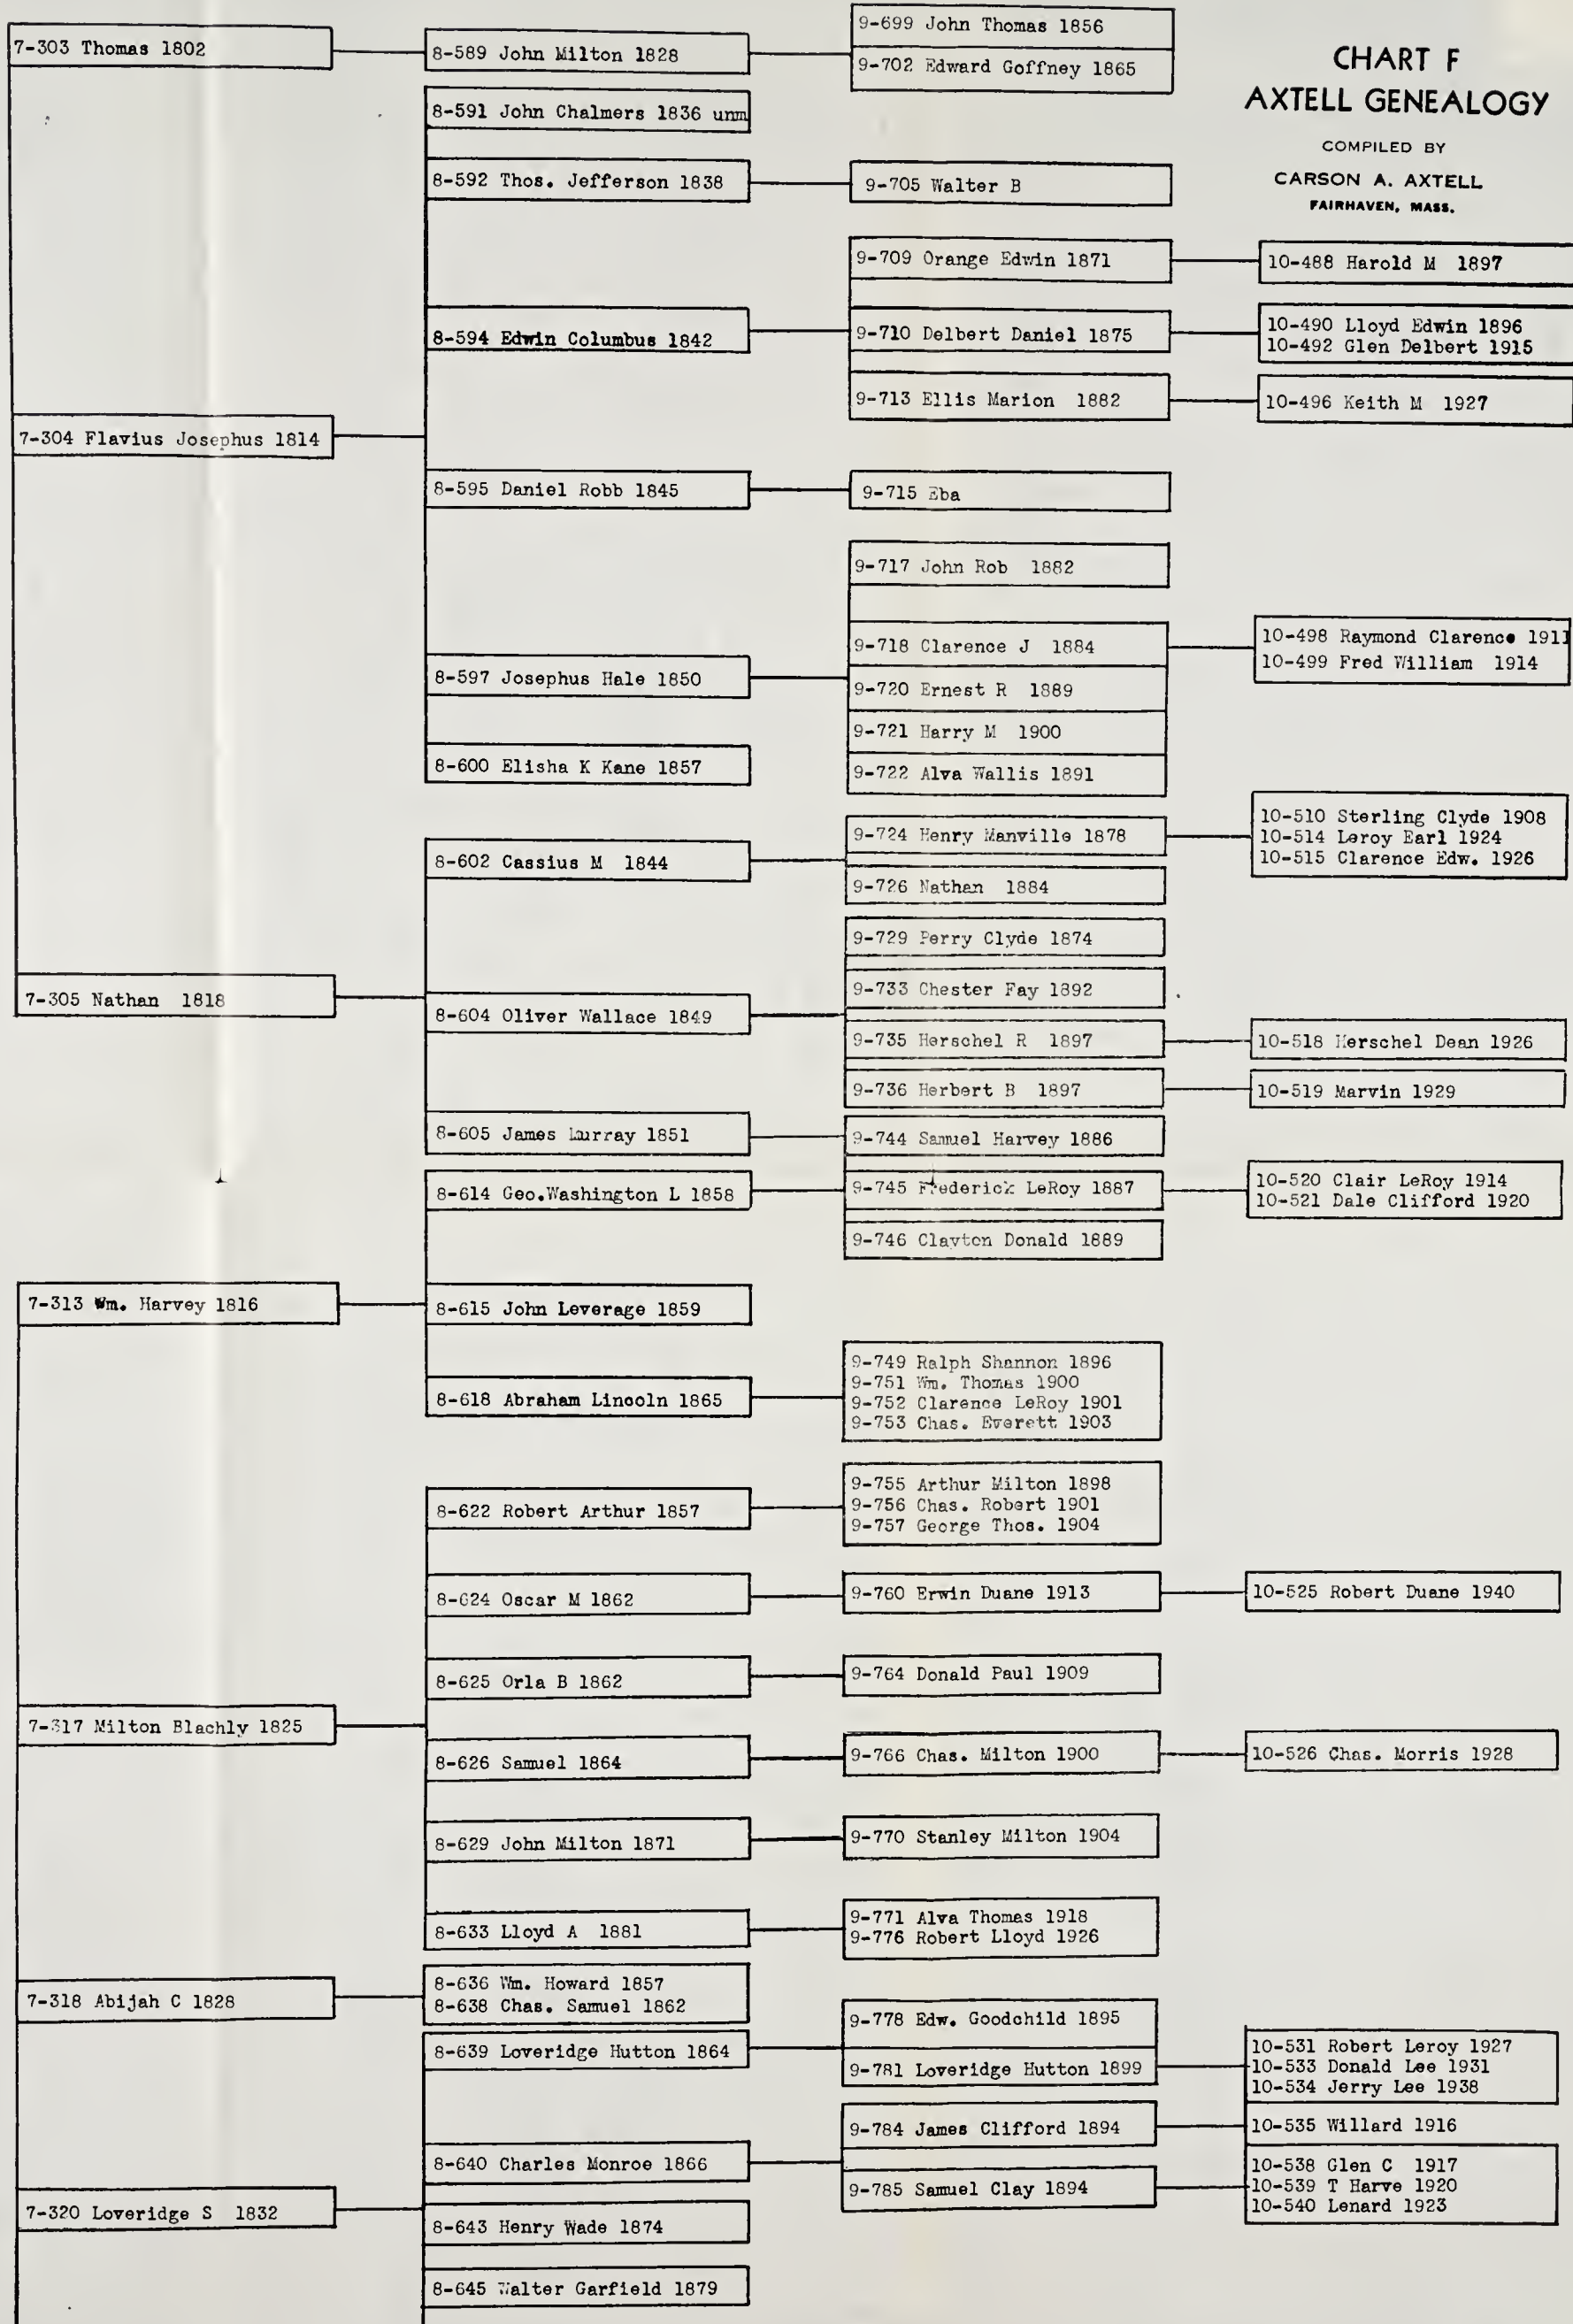 CHART F
AXTELL GENEALOGY
COMPILED BY
CARSON A. AXTELL
FAIRHAVEN, MASS.
7-303 Thomas 1802
7-304 Flavius Josephus 1814
7-305 Nathan 1818
7-313 Wm. Harvey 1816
7-317 Milton Blachly 1825
7-318 Abijah C 1828
7-320 Loveridge S 1832
8-589 John Milton 1828
8-591 John Chalmers 1836 unm
8-592 Thos. Jefferson 1838
8-594 Edwin Columbus 1842
8-595 Daniel Robb 1845
8-597 Josephus Hale 1850
8-600 Elisha K Kane 1857
8-602 Cassius M 1844
8-604 Oliver Wallace 1849
8-605 James Murray 1851
8-614 Geo.Washington L 1858
8-615 John Leverage 1859
8-618 Abraham Lincoln 1865
8-622 Robert Arthur 1857
8-624 Oscar M 1862
8-625 Orla B 1862
8-626 Samuel 1864
8-629 John Milton 1871
8-633 Lloyd A 1881
8-636 Wm. Howard 1857
8-638 Chas. Samuel 1862
8-639 Loveridge Hutton 1864
8-640 Charles Monroe 1866
8-643 Henry Wade 1874
8-645 Walter Garfield 1879
9-699 John Thomas 1856
9-702 Edward Goffney 1865
9-705 Walter B
9-709 Orange Edwin 1871
9-710 Delbert Daniel 1875
9-713 Ellis Marion 1882
9-715 Eba
9-717 John Rob 1882
9-718 Clarence J 1884
9-720 Ernest R 1889
9-721 Harry M 1900
9-722 Alva Wallis 1891
9-724 Henry Manville 1878
9-726 Nathan 1884
9-729 Perry Clyde 1874
9-733 Chester Fay 1892
9-735 Herschel R 1897
9-736 Herbert B 1897
9-744 Samuel Harvey 1886
9-745 Frederick LeRoy 1887
9-746 Clayton Donald 1889
9-749 Ralph Shannon 1896
9-751 Wm. Thomas 1900
9-752 Clarence LeRoy 1901
9-753 Chas. Everett 1903
9-755 Arthur Milton 1898
9-756 Chas. Robert 1901
9-757 George Thos. 1904
9-760 Erwin Duane 1913
9-764 Donald Paul 1909
9-766 Chas. Milton 1900
9-770 Stanley Milton 1904
9-771 Alva Thomas 1918
9-776 Robert Lloyd 1926
9-778 Edw. Goodchild 1895
9-781 Loveridge Hutton 1899
9-784 James Clifford 1894
9-785 Samuel Clay 1894
10-488 Harold M 1897
10-490 Lloyd Edwin 1896
10-492 Glen Delbert 1915
10-496 Keith M 1927
10-498 Raymond Clarence 1911
10-499 Fred William 1914
10-510 Sterling Clyde 1908
10-514 Leroy Earl 1924
10-515 Clarence Edw. 1926
10-518 Herschel Dean 1926
10-519 Marvin 1929
10-520 Clair LeRoy 1914
10-521 Dale Clifford 1920
10-525 Robert Duane 1940
10-526 Chas. Morris 1928
10-531 Robert Leroy 1927
10-533 Donald Lee 1931
10-534 Jerry Lee 1938
10-535 Willard 1916
10-538 Glen C 1917
10-539 T Harve 1920
10-540 Lenard 1923